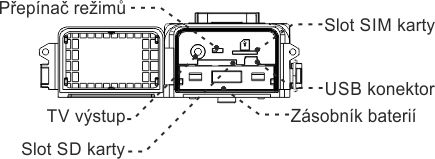 Přepínač režimů
Slot SIM karty
USB konektor
TV výstup
Zásobník baterií
Slot SD karty